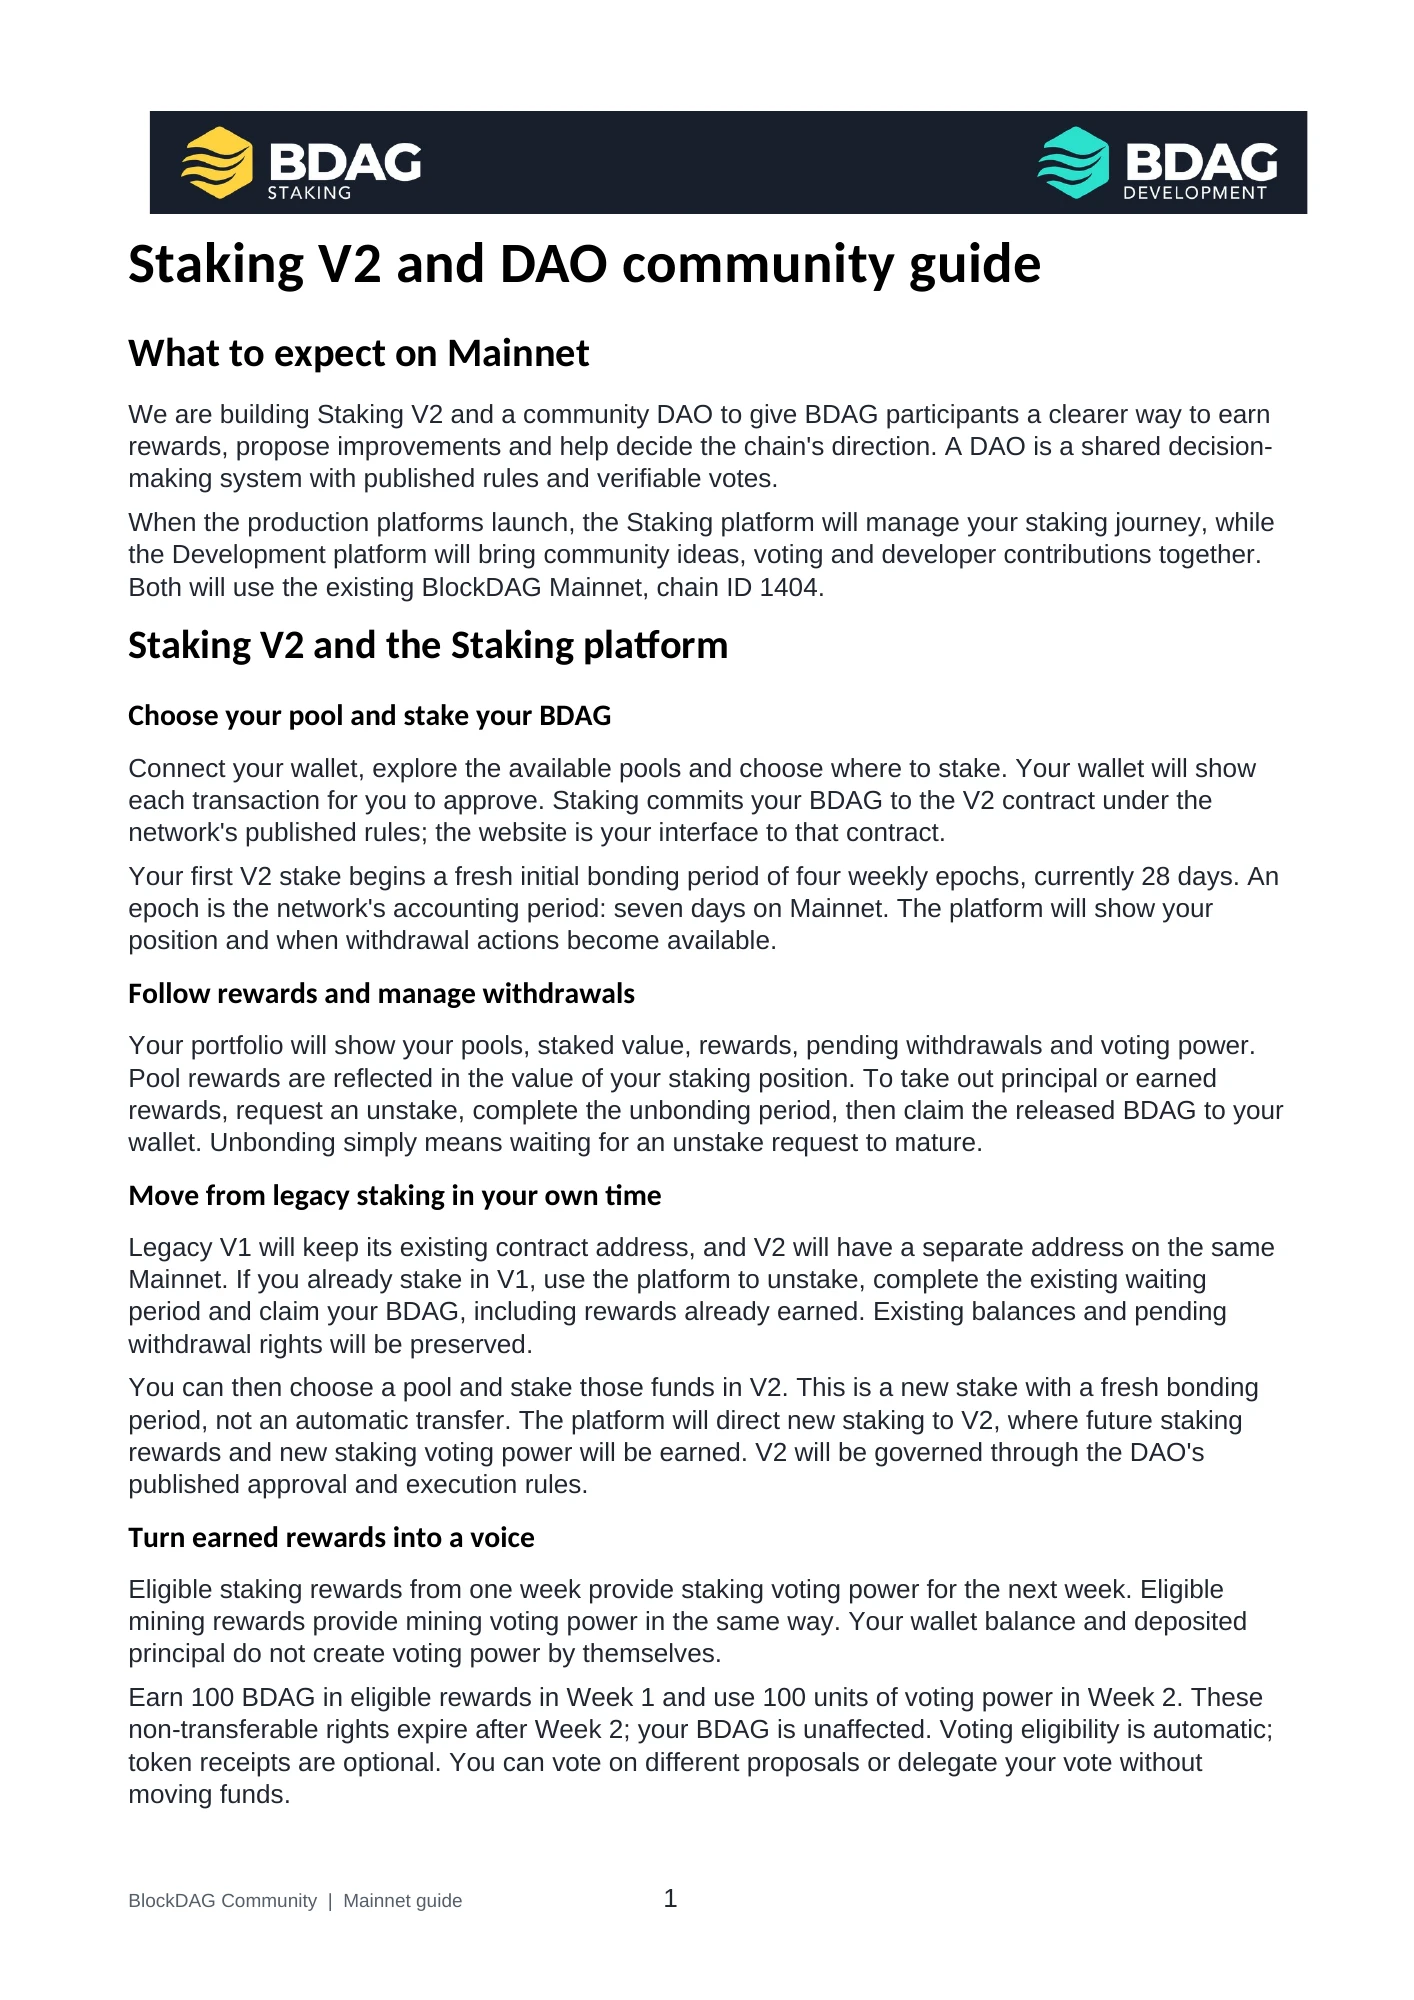 BDAG
STAKING
BDAG
DEVELOPMENT
Staking V2 and DAO community guide
What to expect on Mainnet
We are building Staking V2 and a community DAO to give BDAG participants a clearer way to earn
rewards, propose improvements and help decide the chain's direction. A DAO is a shared decision-
making system with published rules and verifiable votes.
When the production platforms launch, the Staking platform will manage your staking journey, while
the Development platform will bring community ideas, voting and developer contributions together.
Both will use the existing BlockDAG Mainnet, chain ID 1404.
Staking V2 and the Staking platform
Choose your pool and stake your BDAG
Connect your wallet, explore the available pools and choose where to stake. Your wallet will show
each transaction for you to approve. Staking commits your BDAG to the V2 contract under the
network's published rules; the website is your interface to that contract.
Your first V2 stake begins a fresh initial bonding period of four weekly epochs, currently 28 days. An
epoch is the network's accounting period: seven days on Mainnet. The platform will show your
position and when withdrawal actions become available.
Follow rewards and manage withdrawals
Your portfolio will show your pools, staked value, rewards, pending withdrawals and voting power.
Pool rewards are reflected in the value of your staking position. To take out principal or earned
rewards, request an unstake, complete the unbonding period, then claim the released BDAG to your
wallet. Unbonding simply means waiting for an unstake request to mature.
Move from legacy staking in your own time
Legacy V1 will keep its existing contract address, and V2 will have a separate address on the same
Mainnet. If you already stake in V1, use the platform to unstake, complete the existing waiting
period and claim your BDAG, including rewards already earned. Existing balances and pending
withdrawal rights will be preserved.
You can then choose a pool and stake those funds in V2. This is a new stake with a fresh bonding
period, not an automatic transfer. The platform will direct new staking to V2, where future staking
rewards and new staking voting power will be earned. V2 will be governed through the DAO's
published approval and execution rules.
Turn earned rewards into a voice
Eligible staking rewards from one week provide staking voting power for the next week. Eligible
mining rewards provide mining voting power in the same way. Your wallet balance and deposited
principal do not create voting power by themselves.
Earn 100 BDAG in eligible rewards in Week 1 and use 100 units of voting power in Week 2. These
non-transferable rights expire after Week 2; your BDAG is unaffected. Voting eligibility is automatic;
token receipts are optional. You can vote on different proposals or delegate your vote without
moving funds.
BlockDAG Community | Mainnet guide 1